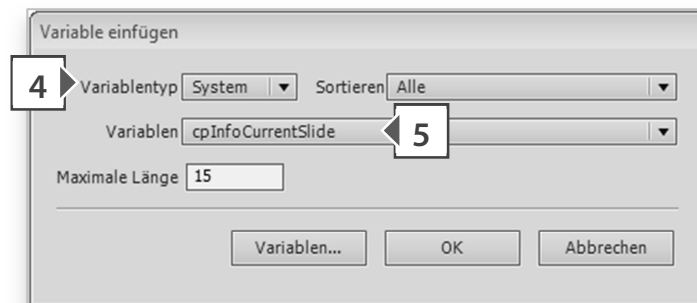 Variable einfügen
4 Variablentyp System Sortieren Alle
Variablen cpInfoCurrentSlide 5
Maximale Länge 15
Variablen... OK Abbrechen